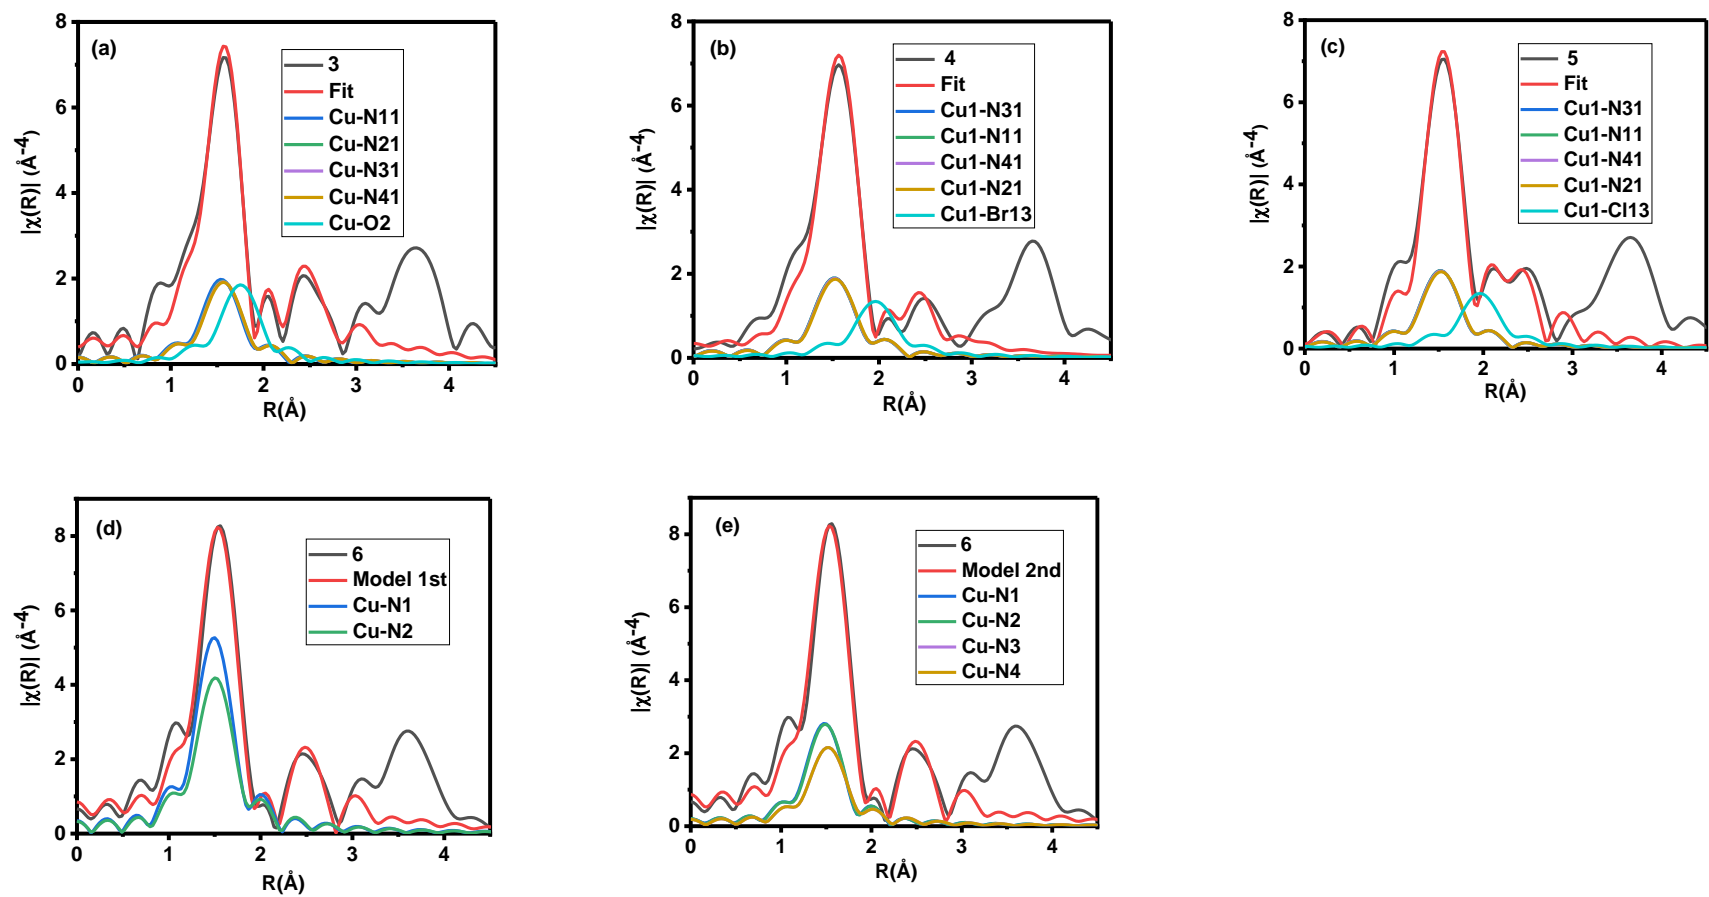 (a)
8
6
4
2
0
|χ(R)| (Å⁻⁴)
3
Fit
Cu-N11
Cu-N21
Cu-N31
Cu-N41
Cu-O2
0 1 2 3 4
R(Å)
(b)
8
6
4
2
0
|χ(R)| (Å⁻⁴)
4
Fit
Cu1-N31
Cu1-N11
Cu1-N41
Cu1-N21
Cu1-Br13
0 1 2 3 4
R(Å)
(c)
8
6
4
2
0
|χ(R)| (Å⁻⁴)
5
Fit
Cu1-N31
Cu1-N11
Cu1-N41
Cu1-N21
Cu1-Cl13
0 1 2 3 4
R(Å)
(d)
8
6
4
2
0
|χ(R)| (Å⁻⁴)
6
Model 1st
Cu-N1
Cu-N2
0 1 2 3 4
R(Å)
(e)
8
6
4
2
0
|χ(R)| (Å⁻⁴)
6
Model 2nd
Cu-N1
Cu-N2
Cu-N3
Cu-N4
0 1 2 3 4
R(Å)